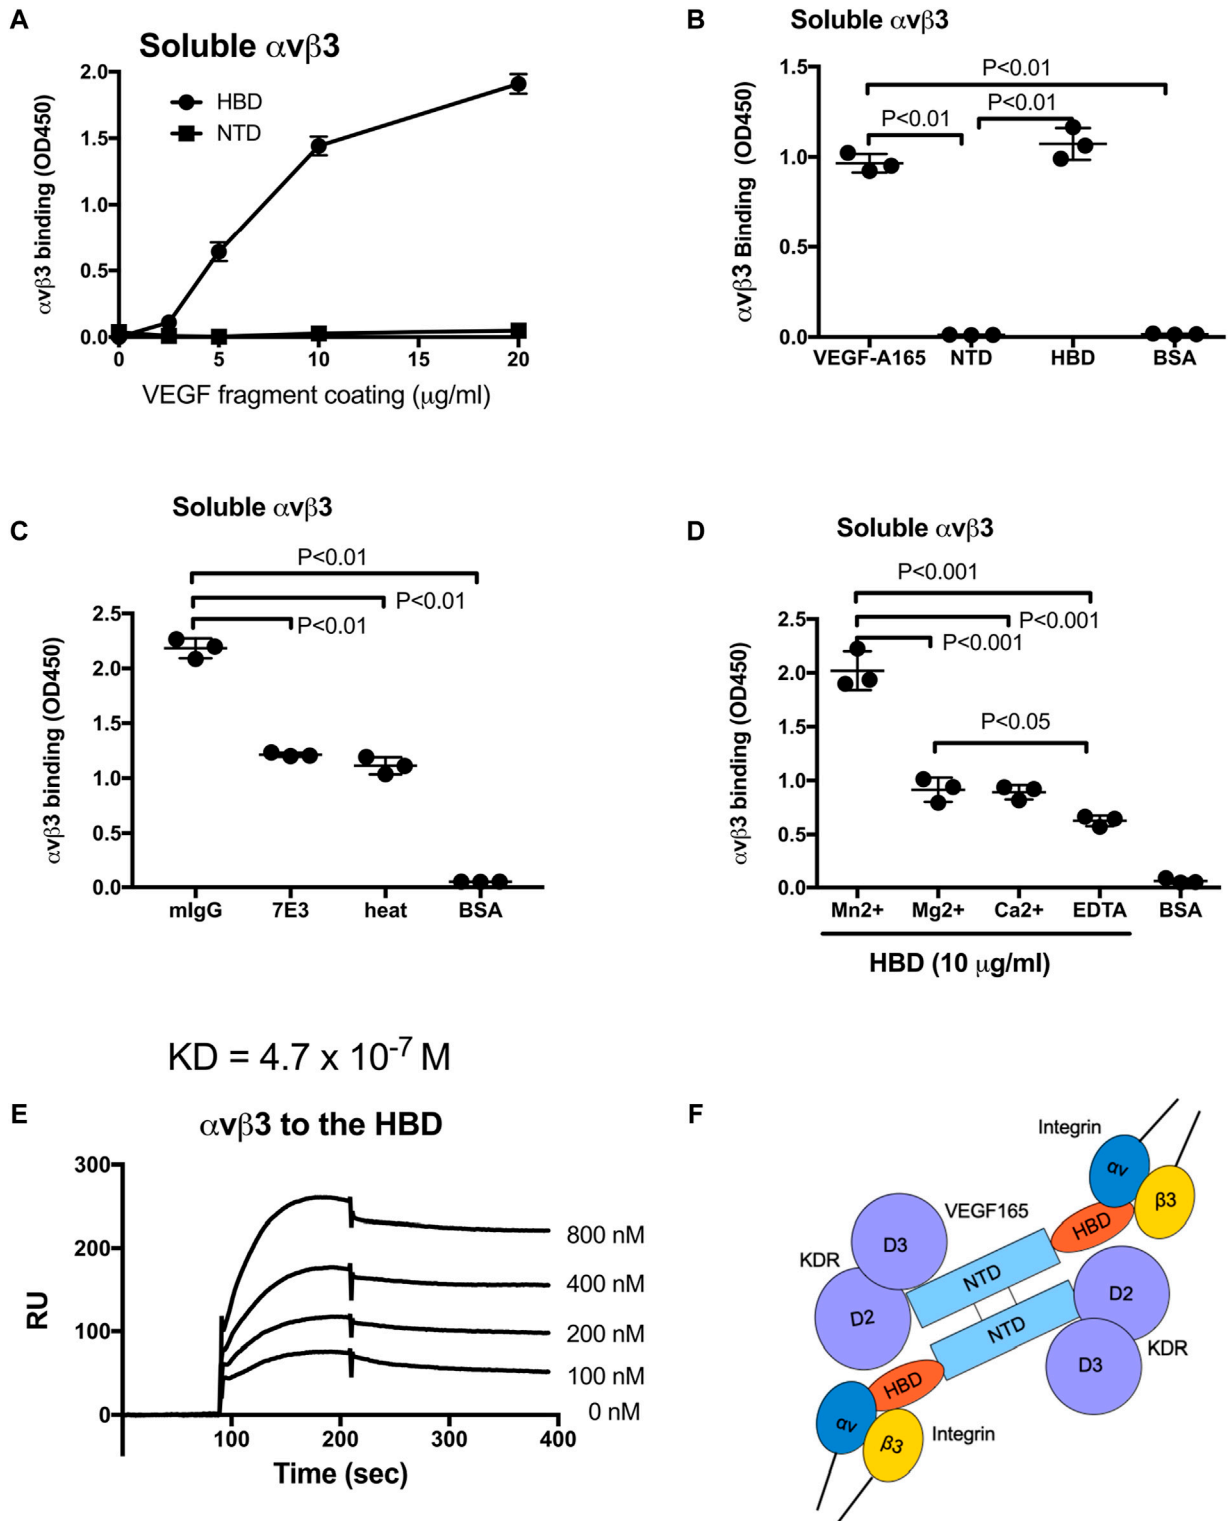 A
Soluble αvβ3
αvβ3 binding (OD450)
2.0
1.5
1.0
0.5
0.0
HBD
NTD
0
5
10
15
20
VEGF fragment coating (μg/ml)
B
Soluble αvβ3
αvβ3 Binding (OD450)
1.5
1.0
0.5
0.0
P<0.01
P<0.01
P<0.01
VEGF-A165
NTD
HBD
BSA
C
Soluble αvβ3
αvβ3 binding (OD450)
2.5
2.0
1.5
1.0
0.5
0.0
P<0.01
P<0.01
P<0.01
mIgG
7E3
heat
BSA
D
Soluble αvβ3
αvβ3 binding (OD450)
2.5
2.0
1.5
1.0
0.5
0.0
P<0.001
P<0.001
P<0.001
P<0.05
Mn2+
Mg2+
Ca2+
EDTA
BSA
HBD (10 μg/ml)
KD = 4.7 x 10⁻⁷ M
E
αvβ3 to the HBD
RU
300
200
100
0
800 nM
400 nM
200 nM
100 nM
0 nM
100
200
300
400
Time (sec)
F
Integrin
αv
β3
HBD
VEGF165
KDR
D3
D2
NTD
NTD
D2
D3
KDR
HBD
αv
β3
Integrin